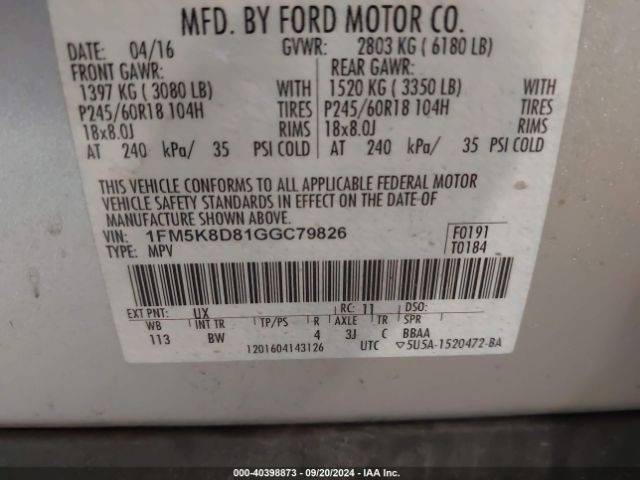 MFD. BY FORD MOTOR CO.
DATE: 04/16 GVWR: 2803 KG ( 6180 LB)
FRONT GAWR: REAR GAWR:
1397 KG ( 3080 LB) WITH 1520 KG ( 3350 LB) WITH
P245/60R18 104H TIRES P245/60R18 104H TIRES
18x8.0J RIMS 18x8.0J RIMS
AT 240 kPa/ 35 PSI COLD AT 240 kPa/ 35 PSI COLD
THIS VEHICLE CONFORMS TO ALL APPLICABLE FEDERAL MOTOR
VEHICLE SAFETY STANDARDS IN EFFECT ON THE DATE OF
MANUFACTURE SHOWN ABOVE.
VIN: 1FM5K8D81GGC79826 F0191
TYPE: MPV T0184
EXT PNT: UX RC: 11 DSO:
WB INT TR TP/PS R AXLE TR SPR
113 BW 4 3J C BBAA
1201604143126 UTC ▽5U5A-1520472-BA
© COPY - 40398873 - 09/20/2024 - IAA Inc.